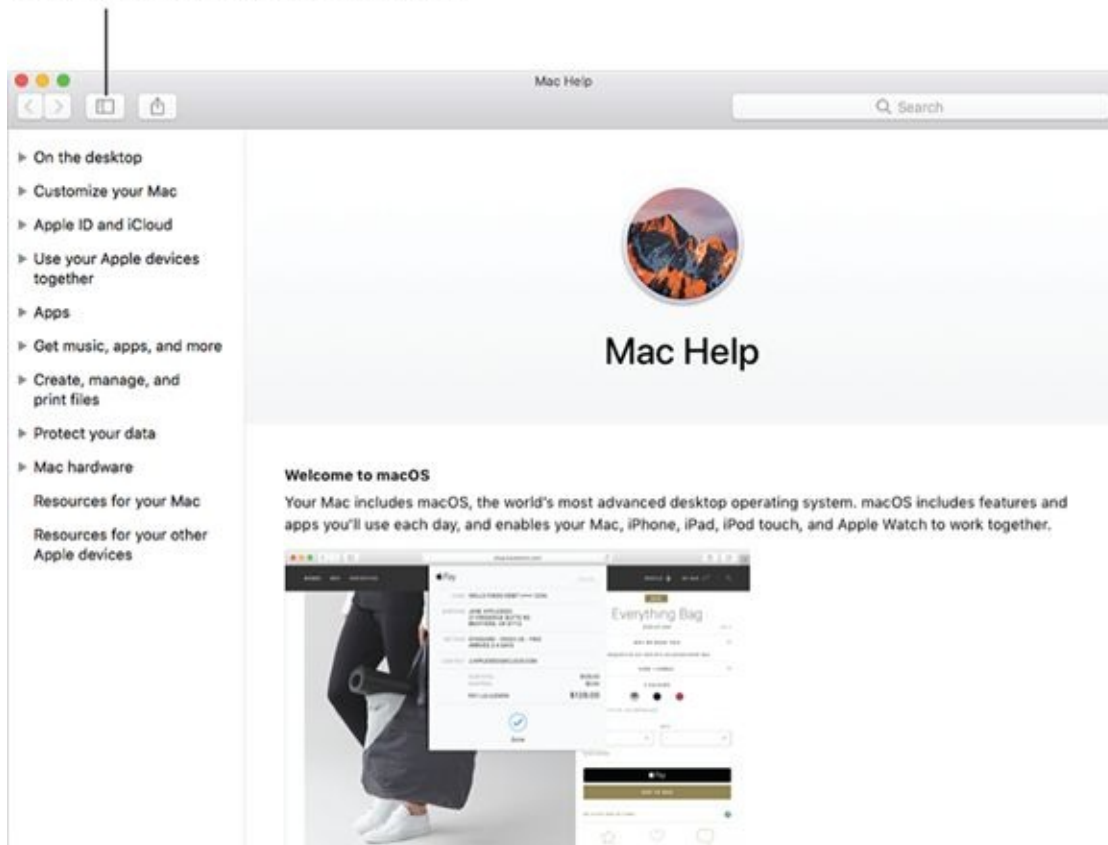 Mac Help
Search
On the desktop
Customize your Mac
Apple ID and iCloud
Use your Apple devices
together
Apps
Get music, apps, and more
Create, manage, and
print files
Protect your data
Mac hardware
Resources for your Mac
Resources for your other
Apple devices
Mac Help
Welcome to macOS
Your Mac includes macOS, the world's most advanced desktop operating system. macOS includes features and
apps you'll use each day, and enables your Mac, iPhone, iPad, iPod touch, and Apple Watch to work together.
Pay
Everything Bag
$128.00
Pay